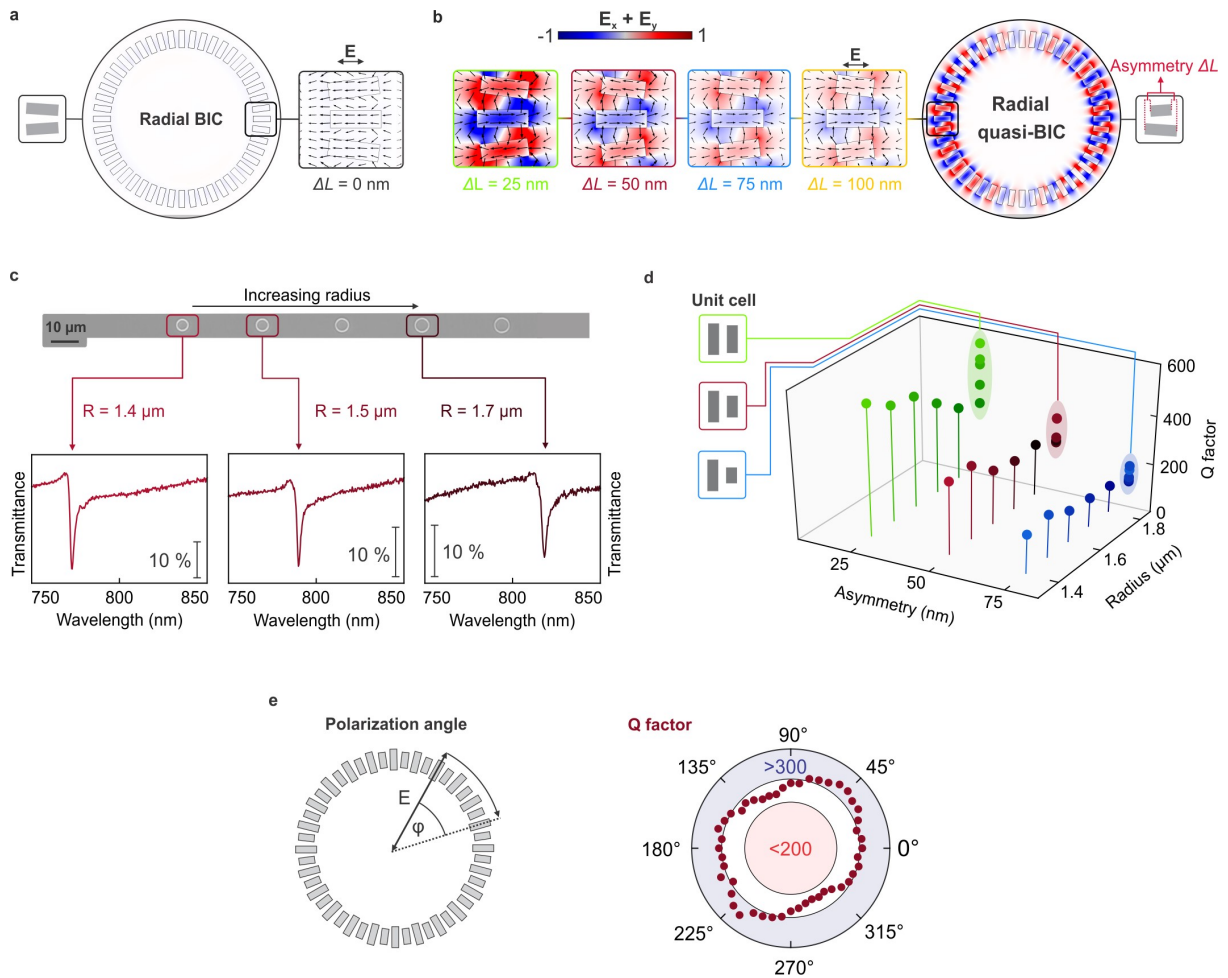 a
E
Radial BIC
ΔL = 0 nm
b
Eₓ + Eᵧ
-1
1
E
ΔL = 25 nm
ΔL = 50 nm
ΔL = 75 nm
ΔL = 100 nm
Radial
quasi-BIC
Asymmetry ΔL
c
Increasing radius
10 µm
R = 1.4 µm
R = 1.5 µm
R = 1.7 µm
Transmittance
10 %
750
800
850
Wavelength (nm)
10 %
750
800
850
Wavelength (nm)
10 %
Transmittance
750
800
850
Wavelength (nm)
d
Unit cell
600
400
200
0
Q factor
1.8
1.6
1.4
Radius (µm)
25
50
75
Asymmetry (nm)
e
Polarization angle
E
φ
Q factor
90°
135°
45°
>300
180°
<200
0°
225°
315°
270°